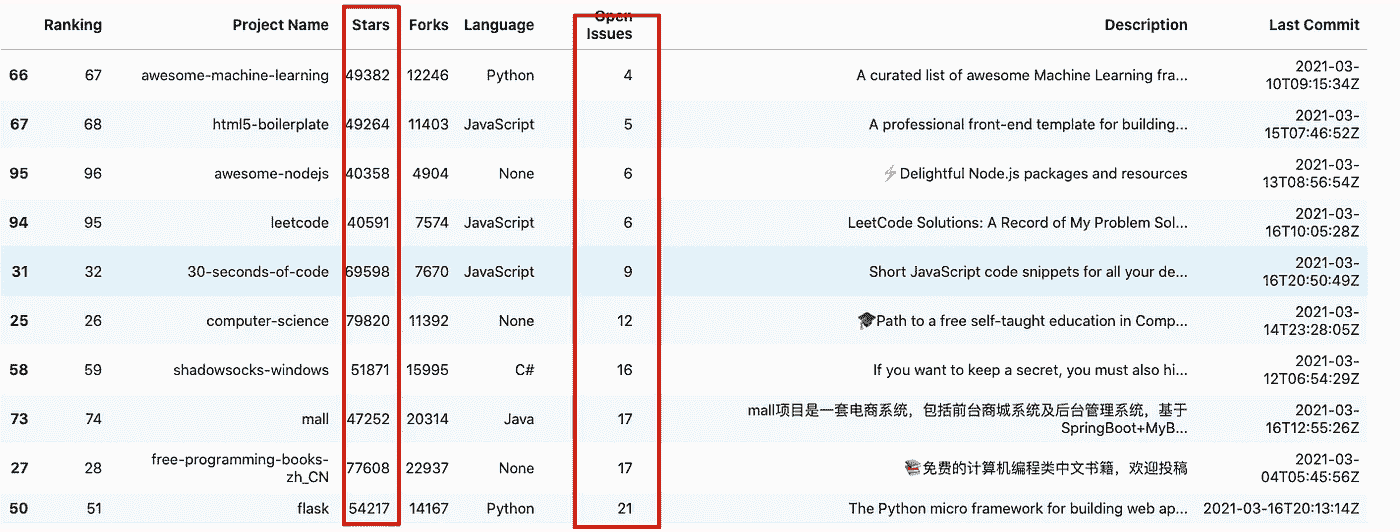 Ranking Project Name Stars Forks Language Open
Issues Description Last Commit
66 67 awesome-machine-learning 49382 12246 Python 4 A curated list of awesome Machine Learning fra... 2021-03-
10T09:15:34Z
67 68 html5-boilerplate 49264 11403 JavaScript 5 A professional front-end template for building... 2021-03-
15T07:46:52Z
95 96 awesome-nodejs 40358 4904 None 6 ⚡Delightful Node.js packages and resources 2021-03-
13T08:56:54Z
94 95 leetcode 40591 7574 JavaScript 6 LeetCode Solutions: A Record of My Problem Sol... 2021-03-
16T10:05:28Z
31 32 30-seconds-of-code 69598 7670 JavaScript 9 Short JavaScript code snippets for all your de... 2021-03-
16T20:50:49Z
25 26 computer-science 79820 11392 None 12 🎓Path to a free self-taught education in Comp... 2021-03-
14T23:28:05Z
58 59 shadowsocks-windows 51871 15995 C# 16 If you want to keep a secret, you must also hi... 2021-03-
12T06:54:29Z
73 74 mall 47252 20314 Java 17 mall项目是一套电商系统，包括前台商城系统及后台管理系统，基于
SpringBoot+MyB... 2021-03-
16T12:55:26Z
27 28 free-programming-books-
zh_CN 77608 22937 None 17 📚免费的计算机编程类中文书籍，欢迎投稿 2021-03-
04T05:45:56Z
50 51 flask 54217 14167 Python 21 The Python micro framework for building web ap... 2021-03-16T20:13:14Z